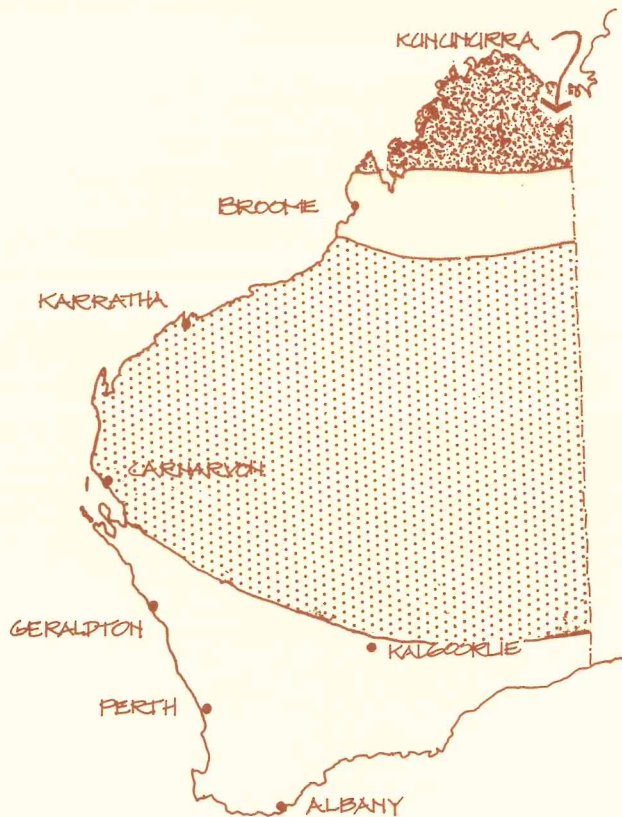 KUNUNURRA
BROOME
KARRATHA
CARNARVON
GERALDTON
KALGOORLIE
PERTH
ALBANY